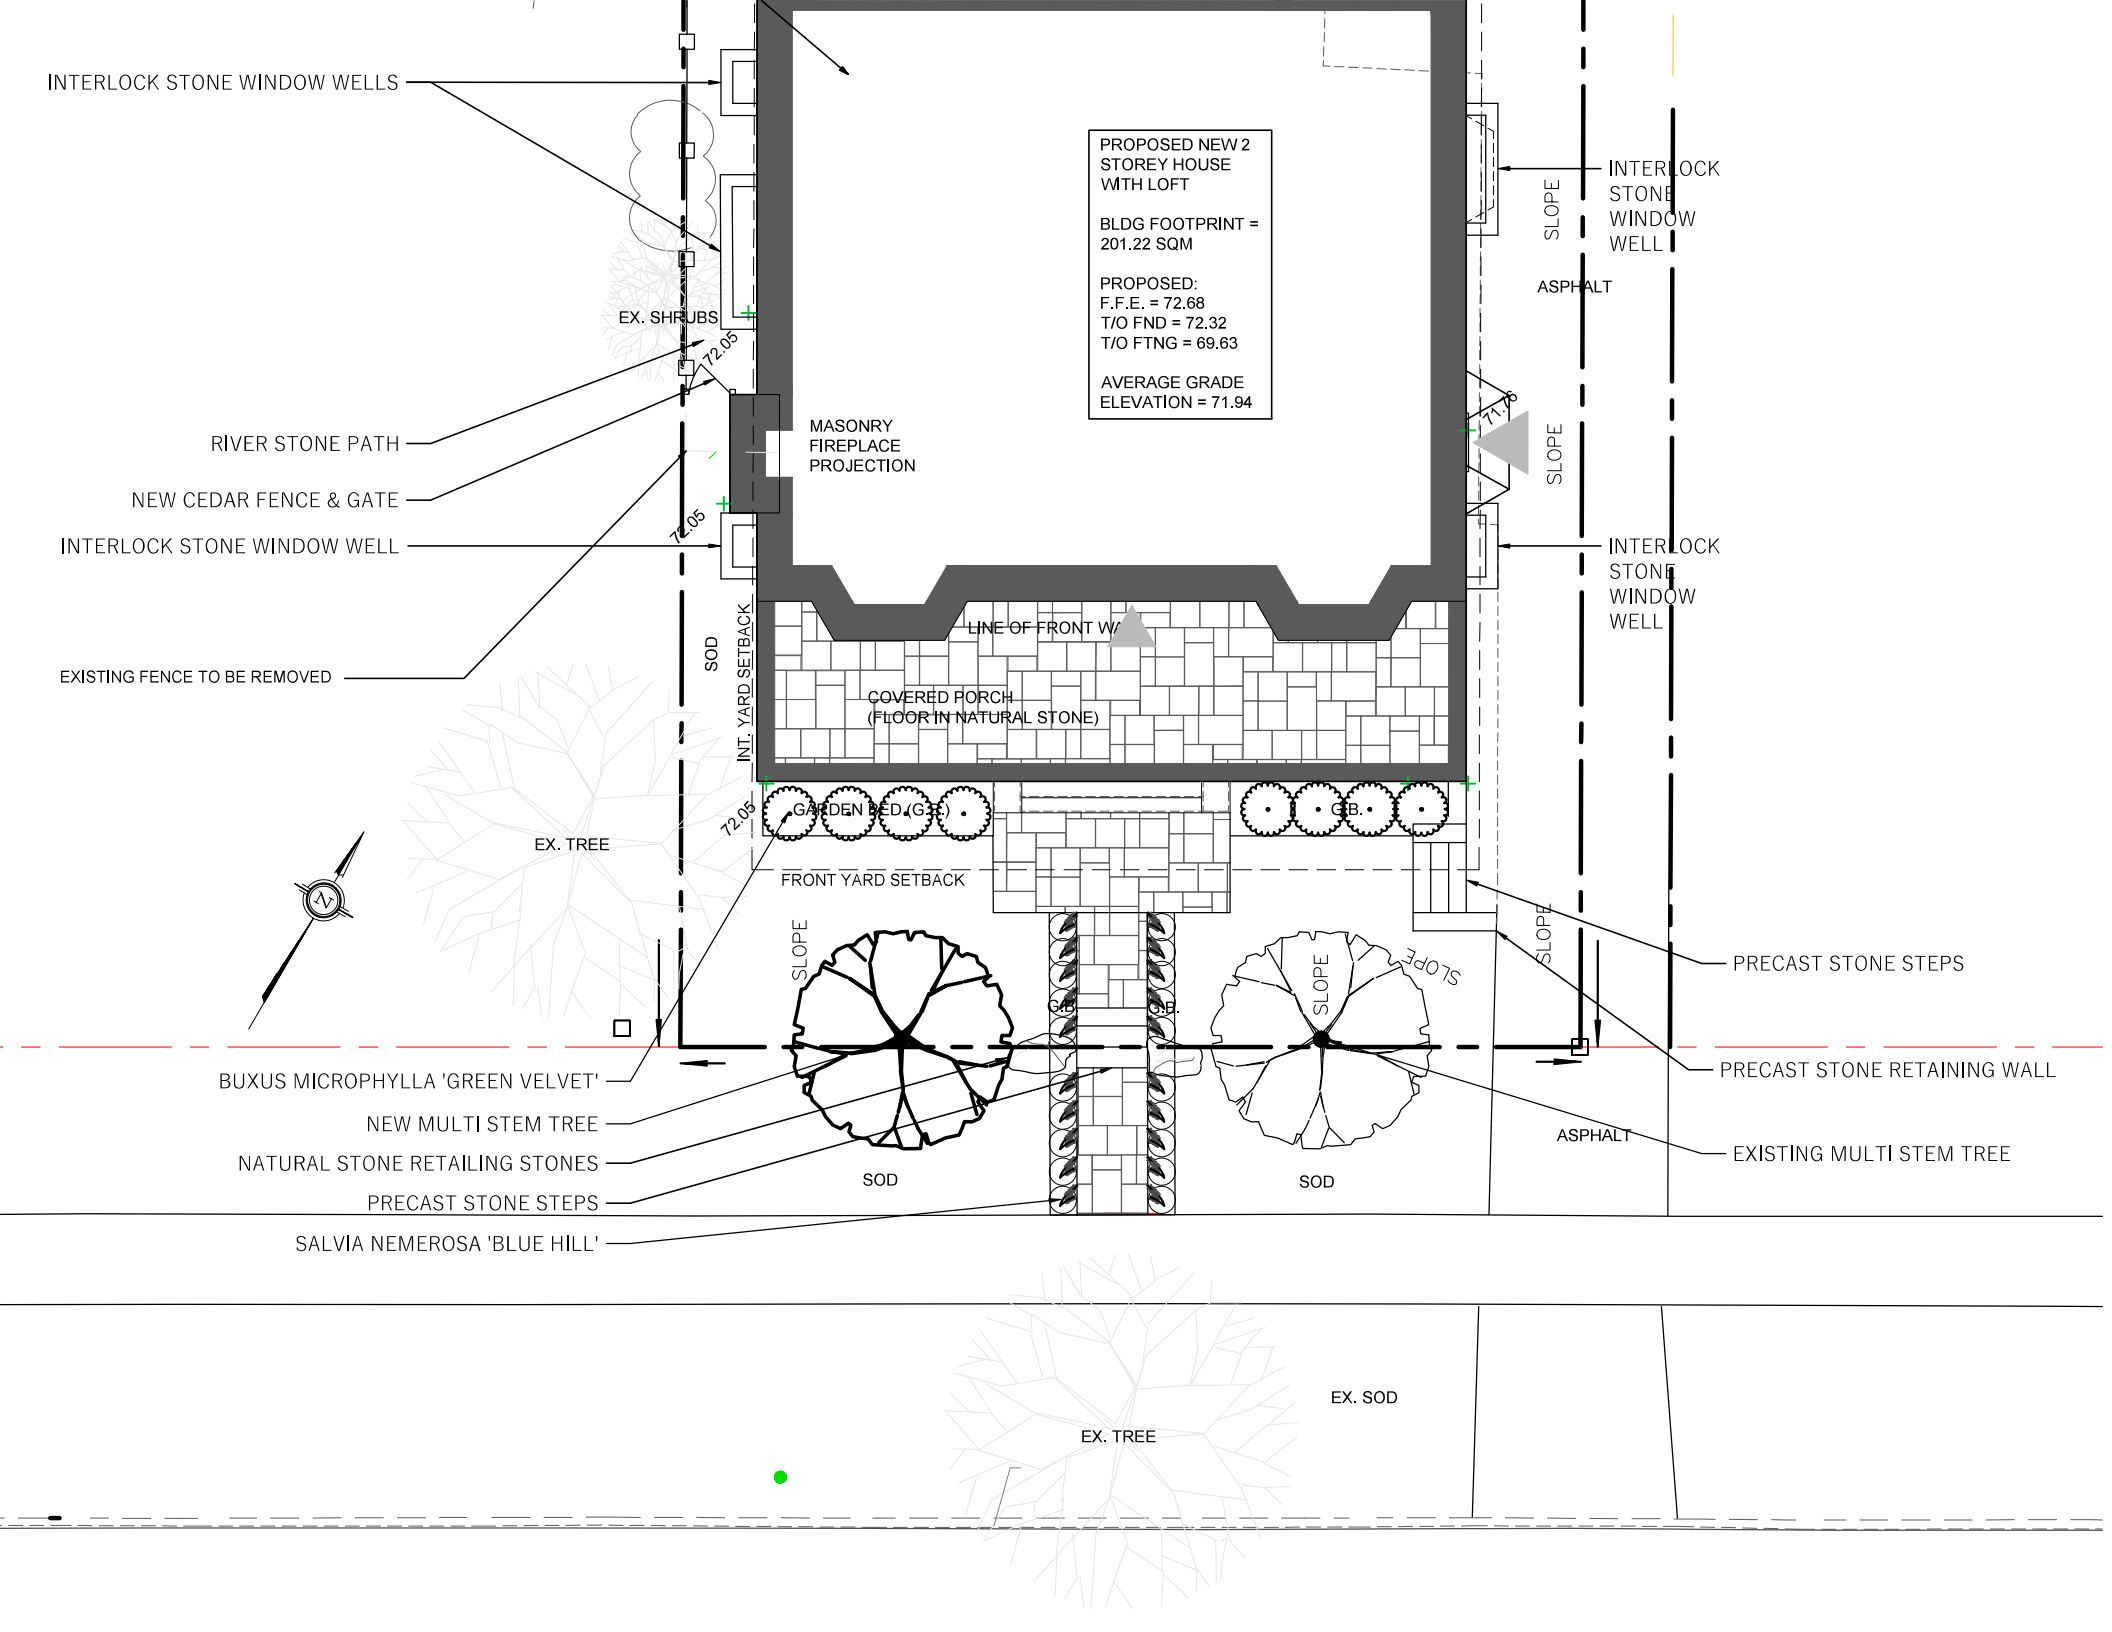 INTERLOCK STONE WINDOW WELLS
PROPOSED NEW 2
STOREY HOUSE
WITH LOFT
BLDG FOOTPRINT =
201.22 SQM
PROPOSED:
F.F.E. = 72.68
T/O FND = 72.32
T/O FTNG = 69.63
AVERAGE GRADE
ELEVATION = 71.94
INTERLOCK
STONE
WINDOW
WELL
SLOPE
ASPHALT
EX. SHRUBS
72.05
RIVER STONE PATH
MASONRY
FIREPLACE
PROJECTION
71.76
SLOPE
NEW CEDAR FENCE & GATE
72.05
INTERLOCK STONE WINDOW WELL
INTERLOCK
STONE
WINDOW
WELL
SOD
INT. YARD SETBACK
LINE OF FRONT WA
EXISTING FENCE TO BE REMOVED
COVERED PORCH
(FLOOR IN NATURAL STONE)
72.05
GARDEN BED (G.B.)
G.B.
EX. TREE
FRONT YARD SETBACK
N
SLOPE
SLOPE
SLOPE
SLOPE
PRECAST STONE STEPS
G.B.
G.B.
BUXUS MICROPHYLLA 'GREEN VELVET'
PRECAST STONE RETAINING WALL
NEW MULTI STEM TREE
ASPHALT
EXISTING MULTI STEM TREE
NATURAL STONE RETAILING STONES
SOD
SOD
PRECAST STONE STEPS
SALVIA NEMEROSA 'BLUE HILL'
EX. SOD
EX. TREE